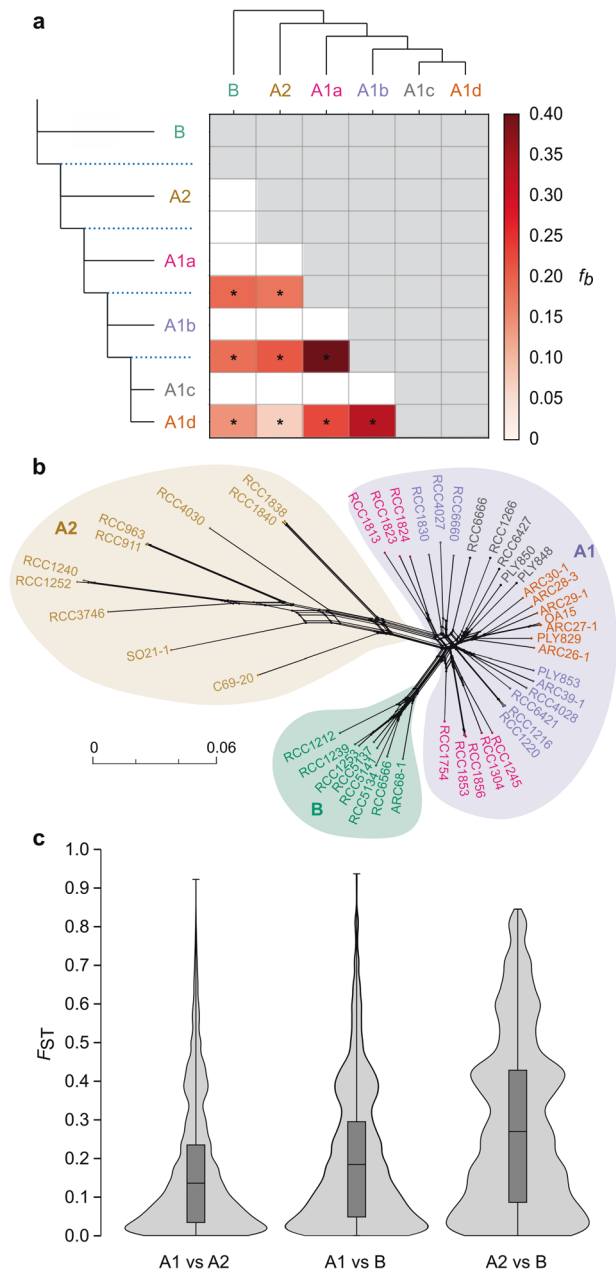 a
B A2 A1a A1b A1c A1d
B
A2
A1a
A1b
A1c
A1d
* *
* * *
* * * *
0.40
0.35
0.30
0.25
0.20
0.15
0.10
0.05
0
fb
b
A2
RCC1838
RCC1840
RCC4030
RCC963
RCC911
RCC1240
RCC1252
RCC3746
SO21-1
C69-20
A1
RCC1813
RCC1823
RCC1824
RCC1830
RCC4027
RCC6660
RCC6666
RCC1266
RCC6427
PLY850
PLY848
ARC30-1
ARC28-3
ARC29-1
OA15
ARC27-1
PLY829
ARC26-1
PLY853
ARC39-1
RCC4028
RCC6421
RCC1216
RCC1220
RCC1245
RCC1304
RCC1856
RCC1853
RCC1754
B
RCC1212
RCC1239
RCC1253
RCC5137
RCC5141
RCC5134
RCC6566
ARC68-1
0 0.06
c
1.0
0.9
0.8
0.7
0.6
0.5
0.4
0.3
0.2
0.1
0.0
FST
A1 vs A2 A1 vs B A2 vs B